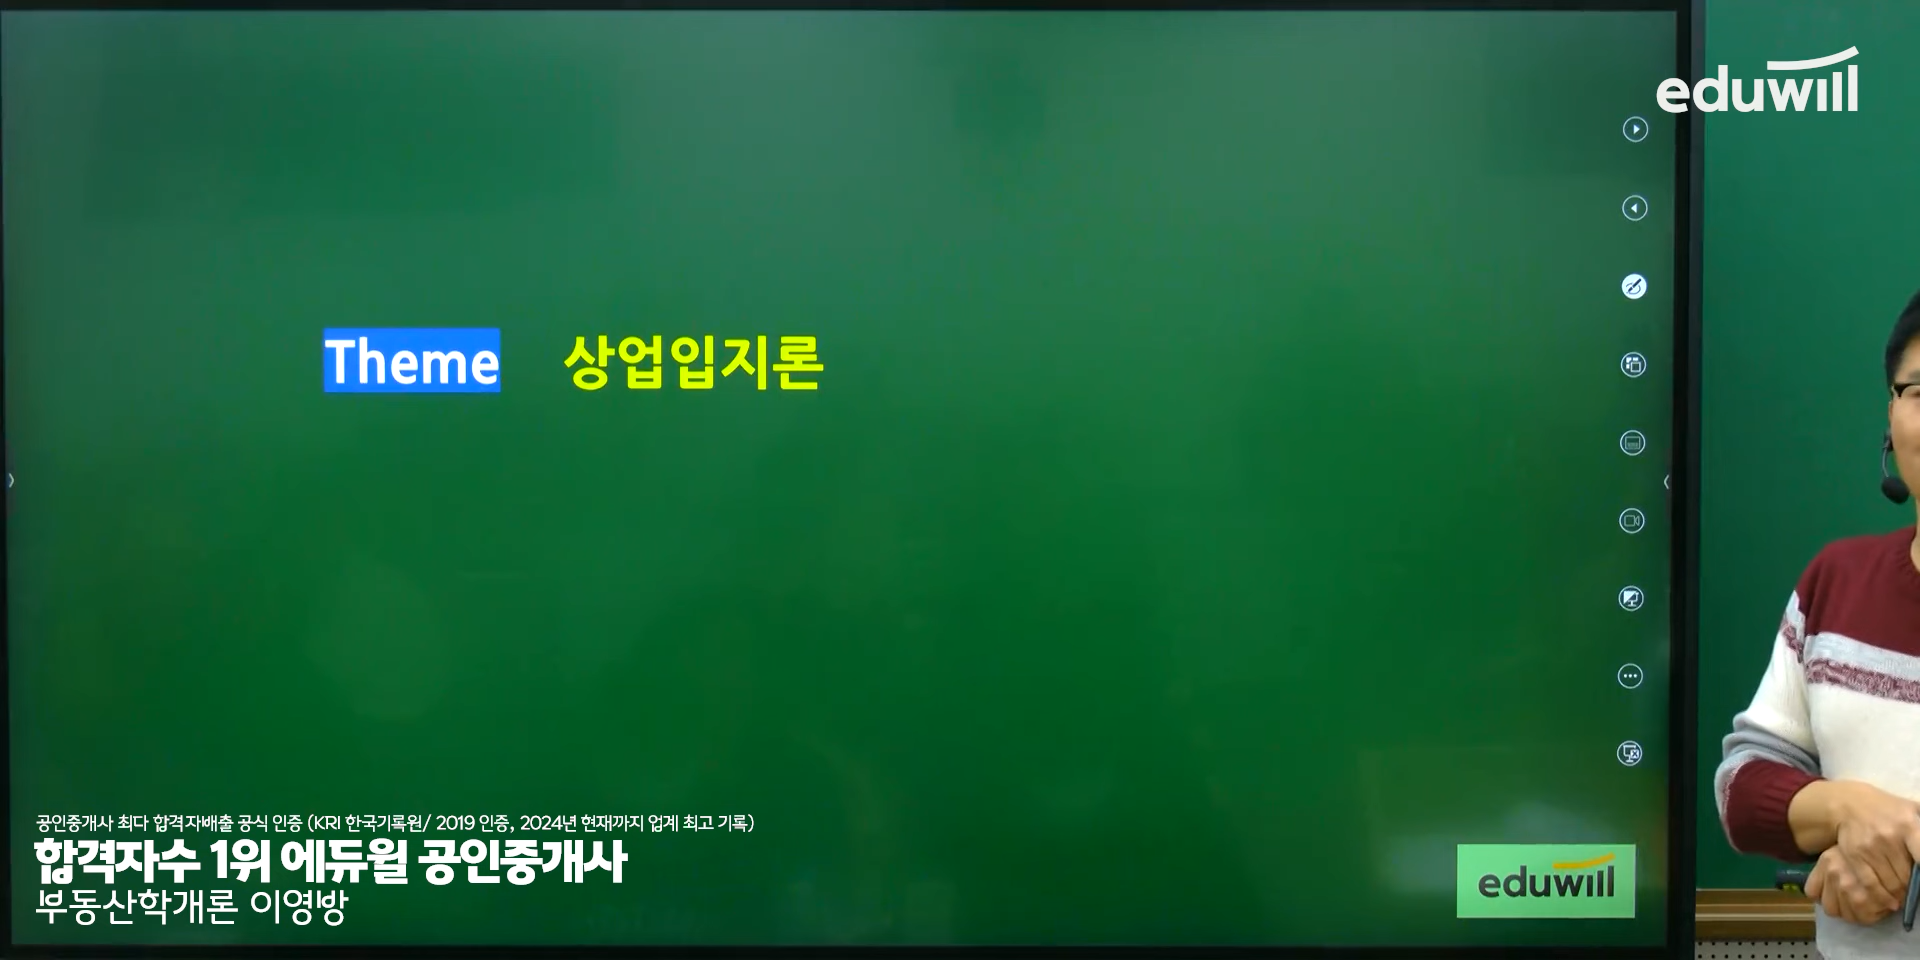 eduwill
Theme 상업입지론
공인중개사 최다 합격자배출 공식 인증 (KRI 한국기록원/ 2019 인증, 2024년 현재까지 업계 최고 기록)
합격자수 1위 에듀윌 공인중개사
부동산학개론 이영방
eduwill